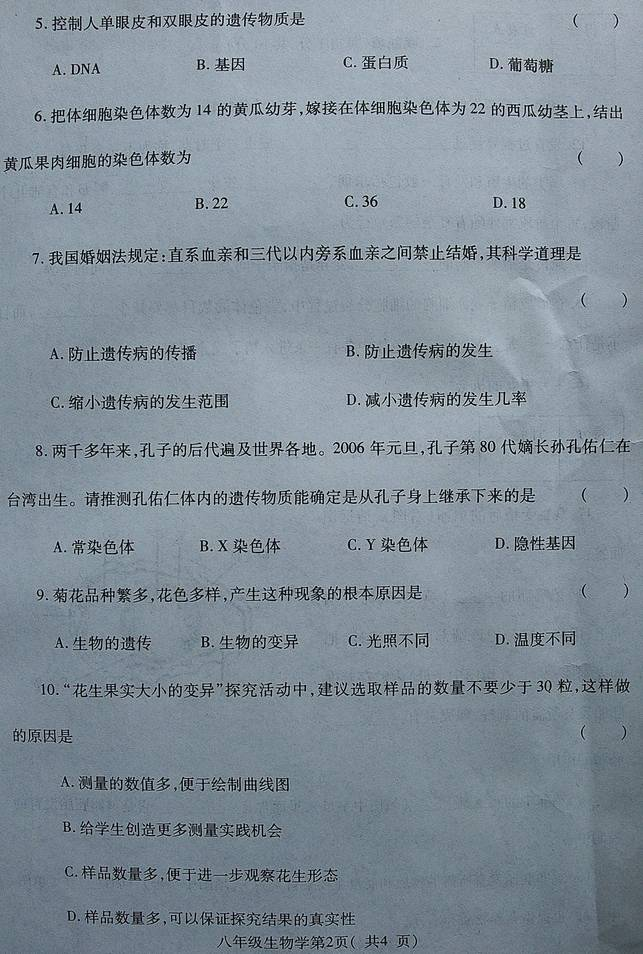 5.控制人单眼皮和双眼皮的遗传物质是 ( )
A.DNA B.基因 C.蛋白质 D.葡萄糖
6.把体细胞染色体数为14的黄瓜幼芽,嫁接在体细胞染色体为22的西瓜幼茎上,结出
黄瓜果肉细胞的染色体数为 ( )
A.14 B.22 C.36 D.18
7.我国婚姻法规定:直系血亲和三代以内旁系血亲之间禁止结婚,其科学道理是
( )
A.防止遗传病的传播 B.防止遗传病的发生
C.缩小遗传病的发生范围 D.减小遗传病的发生几率
8.两千多年来,孔子的后代遍及世界各地。2006年元旦,孔子第80代嫡长孙孔佑仁在
台湾出生。请推测孔佑仁体内的遗传物质能确定是从孔子身上继承下来的是 ( )
A.常染色体 B.X染色体 C.Y染色体 D.隐性基因
9.菊花品种繁多,花色多样,产生这种现象的根本原因是 ( )
A.生物的遗传 B.生物的变异 C.光照不同 D.温度不同
10.“花生果实大小的变异”探究活动中,建议选取样品的数量不要少于30粒,这样做
的原因是 ( )
A.测量的数值多,便于绘制曲线图
B.给学生创造更多测量实践机会
C.样品数量多,便于进一步观察花生形态
D.样品数量多,可以保证探究结果的真实性
八年级生物学第2页( 共4 页)